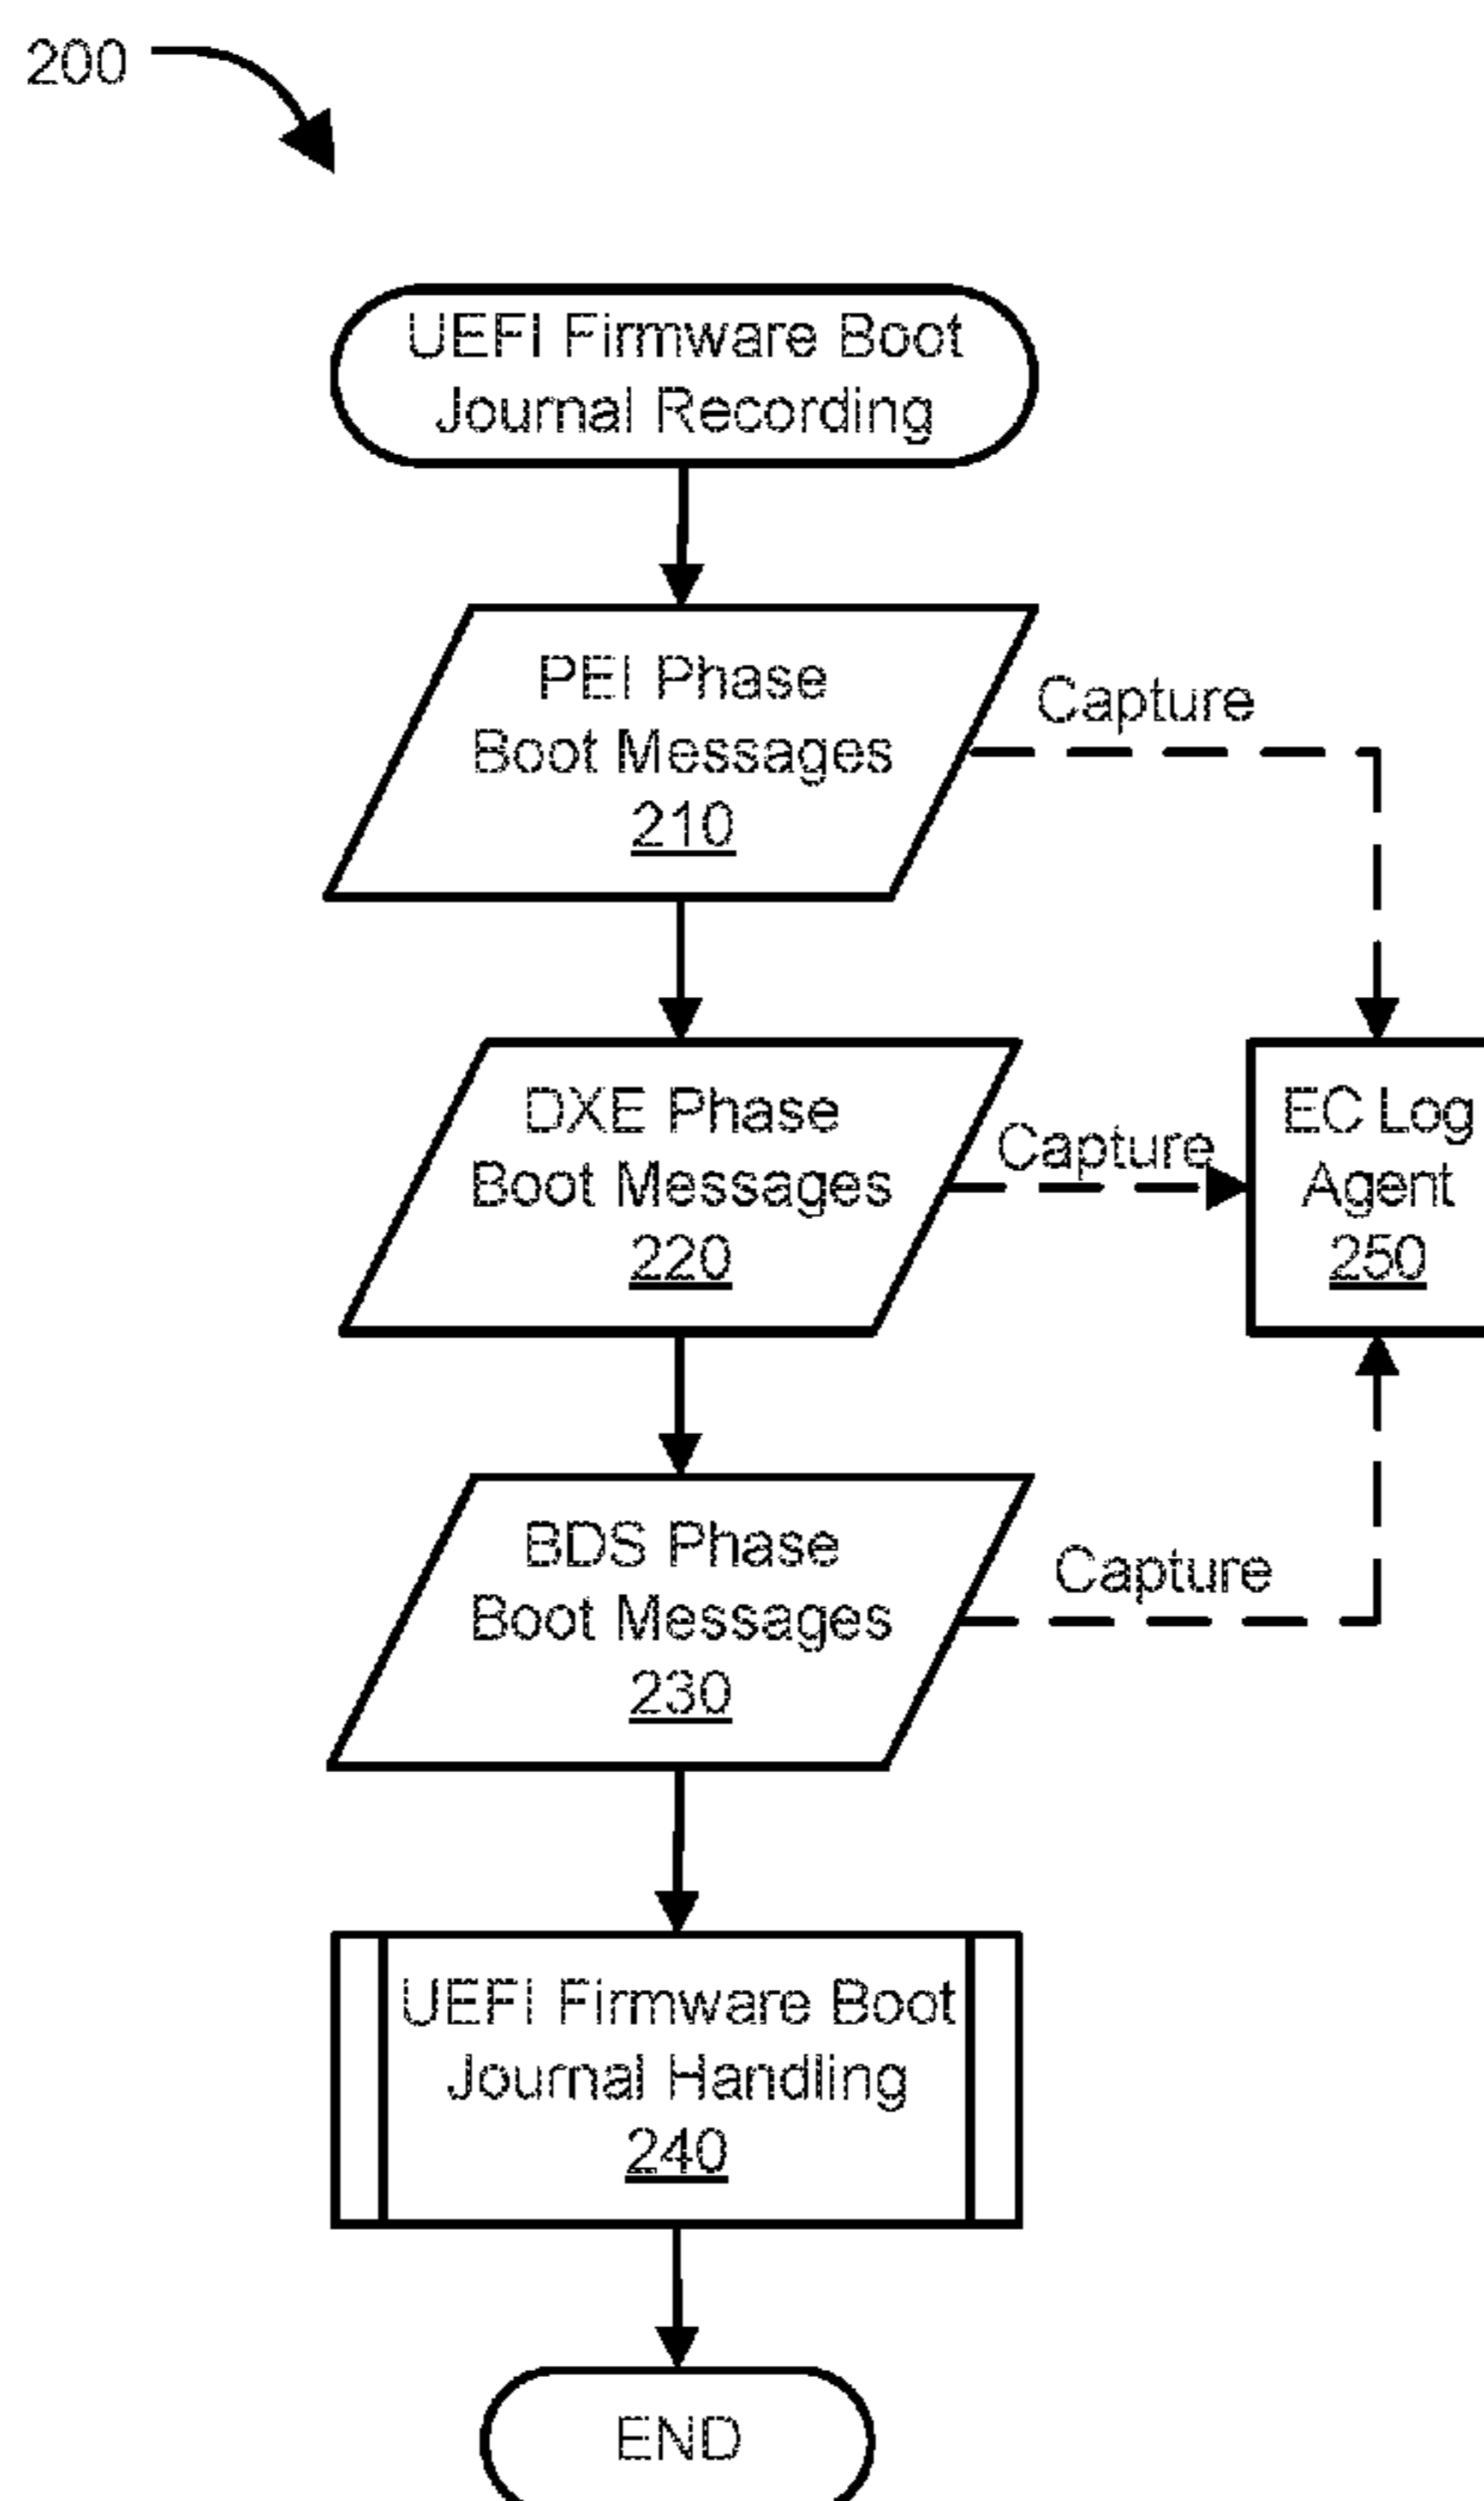 200
UEFI Firmware Boot
Journal Recording
PEI Phase
Boot Messages
210
Capture
DXE Phase
Boot Messages
220
Capture
EC Log
Agent
250
BDS Phase
Boot Messages
230
Capture
UEFI Firmware Boot
Journal Handling
240
END